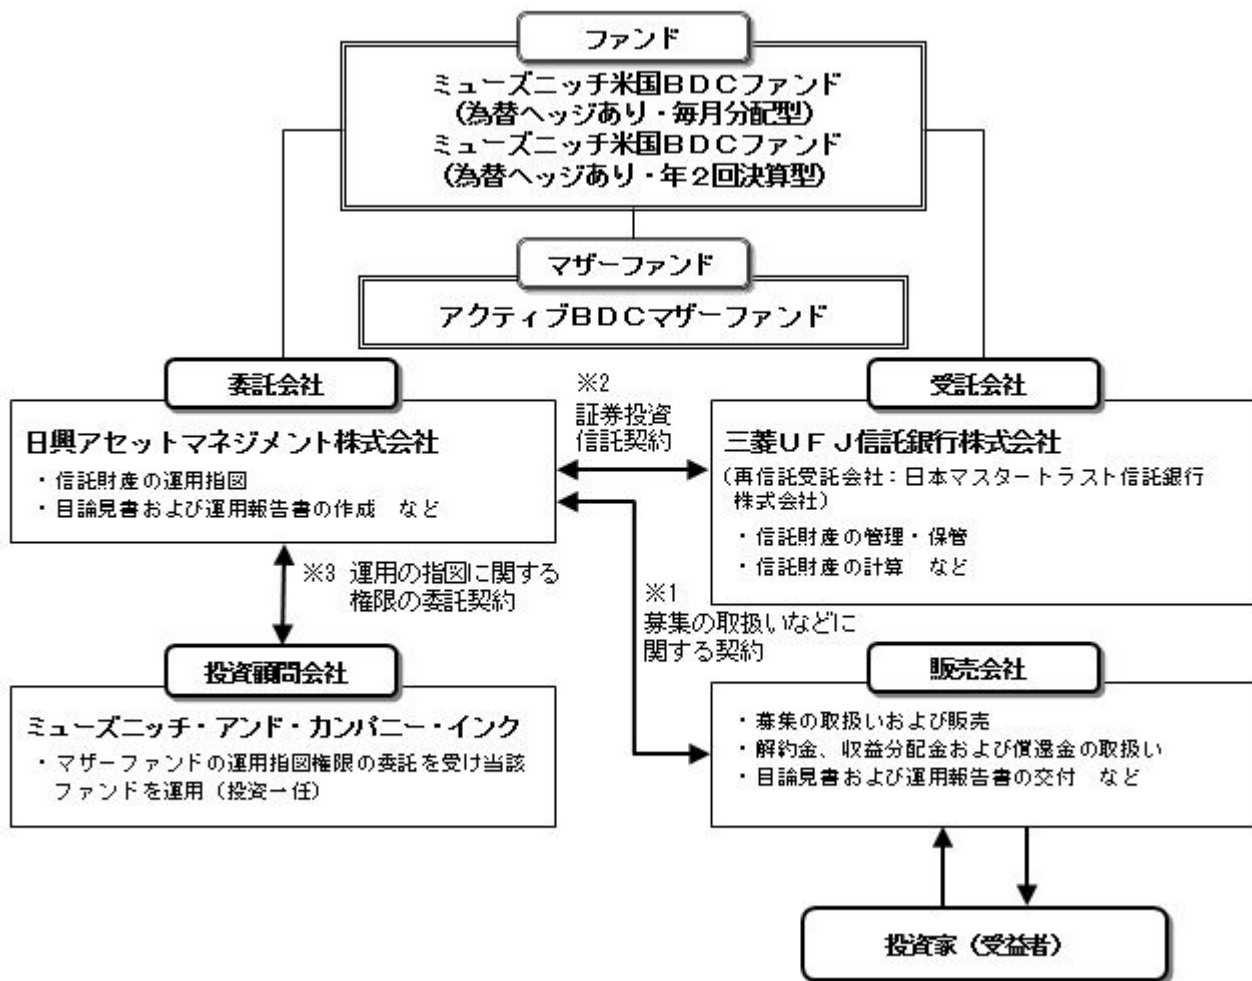 ファンド
ミューズニッチ米国ＢＤＣファンド
(為替ヘッジあり・毎月分配型)
ミューズニッチ米国ＢＤＣファンド
(為替ヘッジあり・年２回決算型)
マザーファンド
アクティブＢＤＣマザーファンド
委託会社
日興アセットマネジメント株式会社
・信託財産の運用指図
・目論見書および運用報告書の作成　など
※2
証券投資
信託契約
受託会社
三菱ＵＦＪ信託銀行株式会社
（再信託受託会社：日本マスタートラスト信託銀行
株式会社）
・信託財産の管理・保管
・信託財産の計算　など
※3 運用の指図に関する
権限の委託契約
※1
募集の取扱いなどに
関する契約
投資顧問会社
ミューズニッチ・アンド・カンパニー・インク
・マザーファンドの運用指図権限の委託を受け当該
ファンドを運用（投資一任）
販売会社
・募集の取扱いおよび販売
・解約金、収益分配金および償還金の取扱い
・目論見書および運用報告書の交付　など
投資家（受益者）